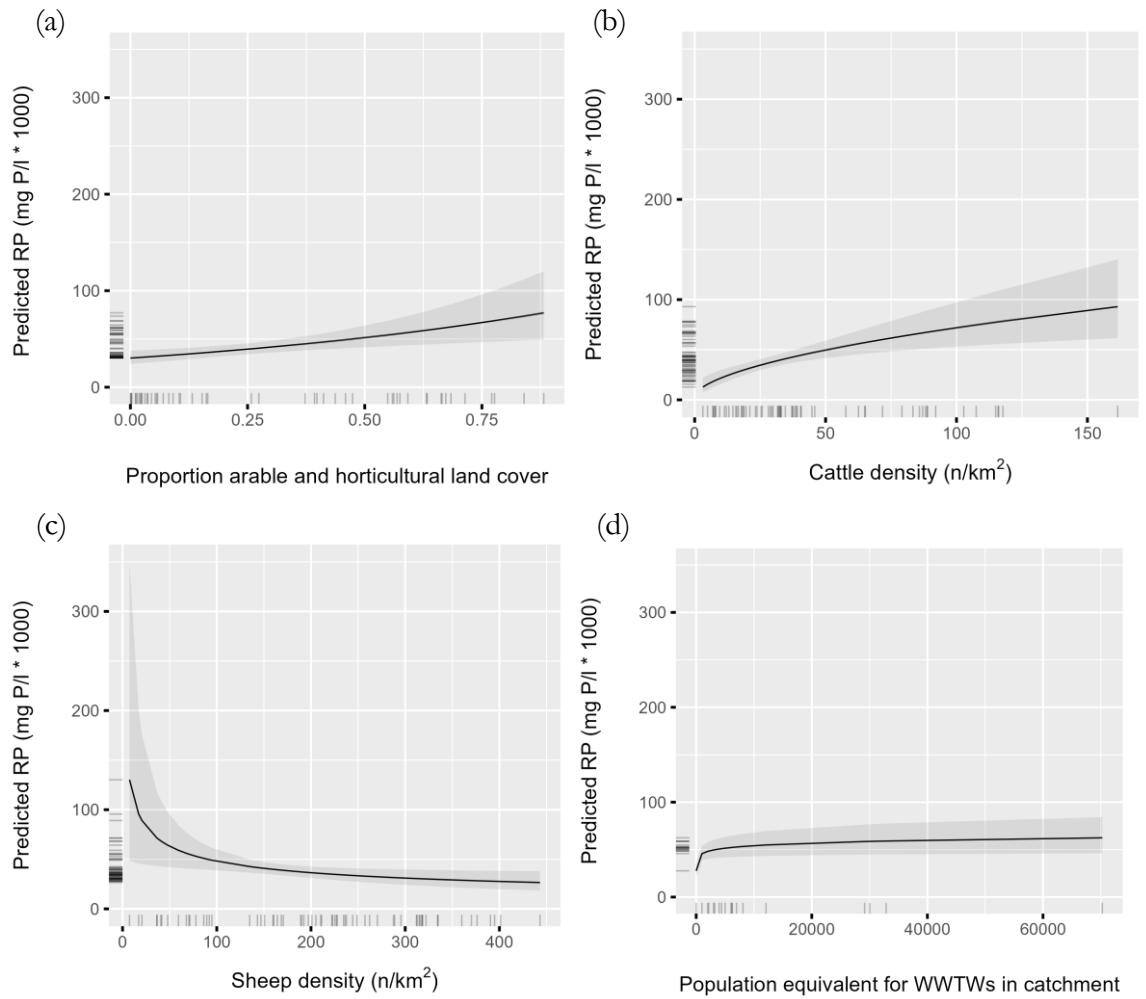 (a)
Predicted RP (mg P/l * 1000)
300
200
100
0
0.00 0.25 0.50 0.75
Proportion arable and horticultural land cover
(b)
Predicted RP (mg P/l * 1000)
300
200
100
0
0 50 100 150
Cattle density (n/km²)
(c)
Predicted RP (mg P/l * 1000)
300
200
100
0
0 100 200 300 400
Sheep density (n/km²)
(d)
Predicted RP (mg P/l * 1000)
300
200
100
0
0 20000 40000 60000
Population equivalent for WWTWs in catchment